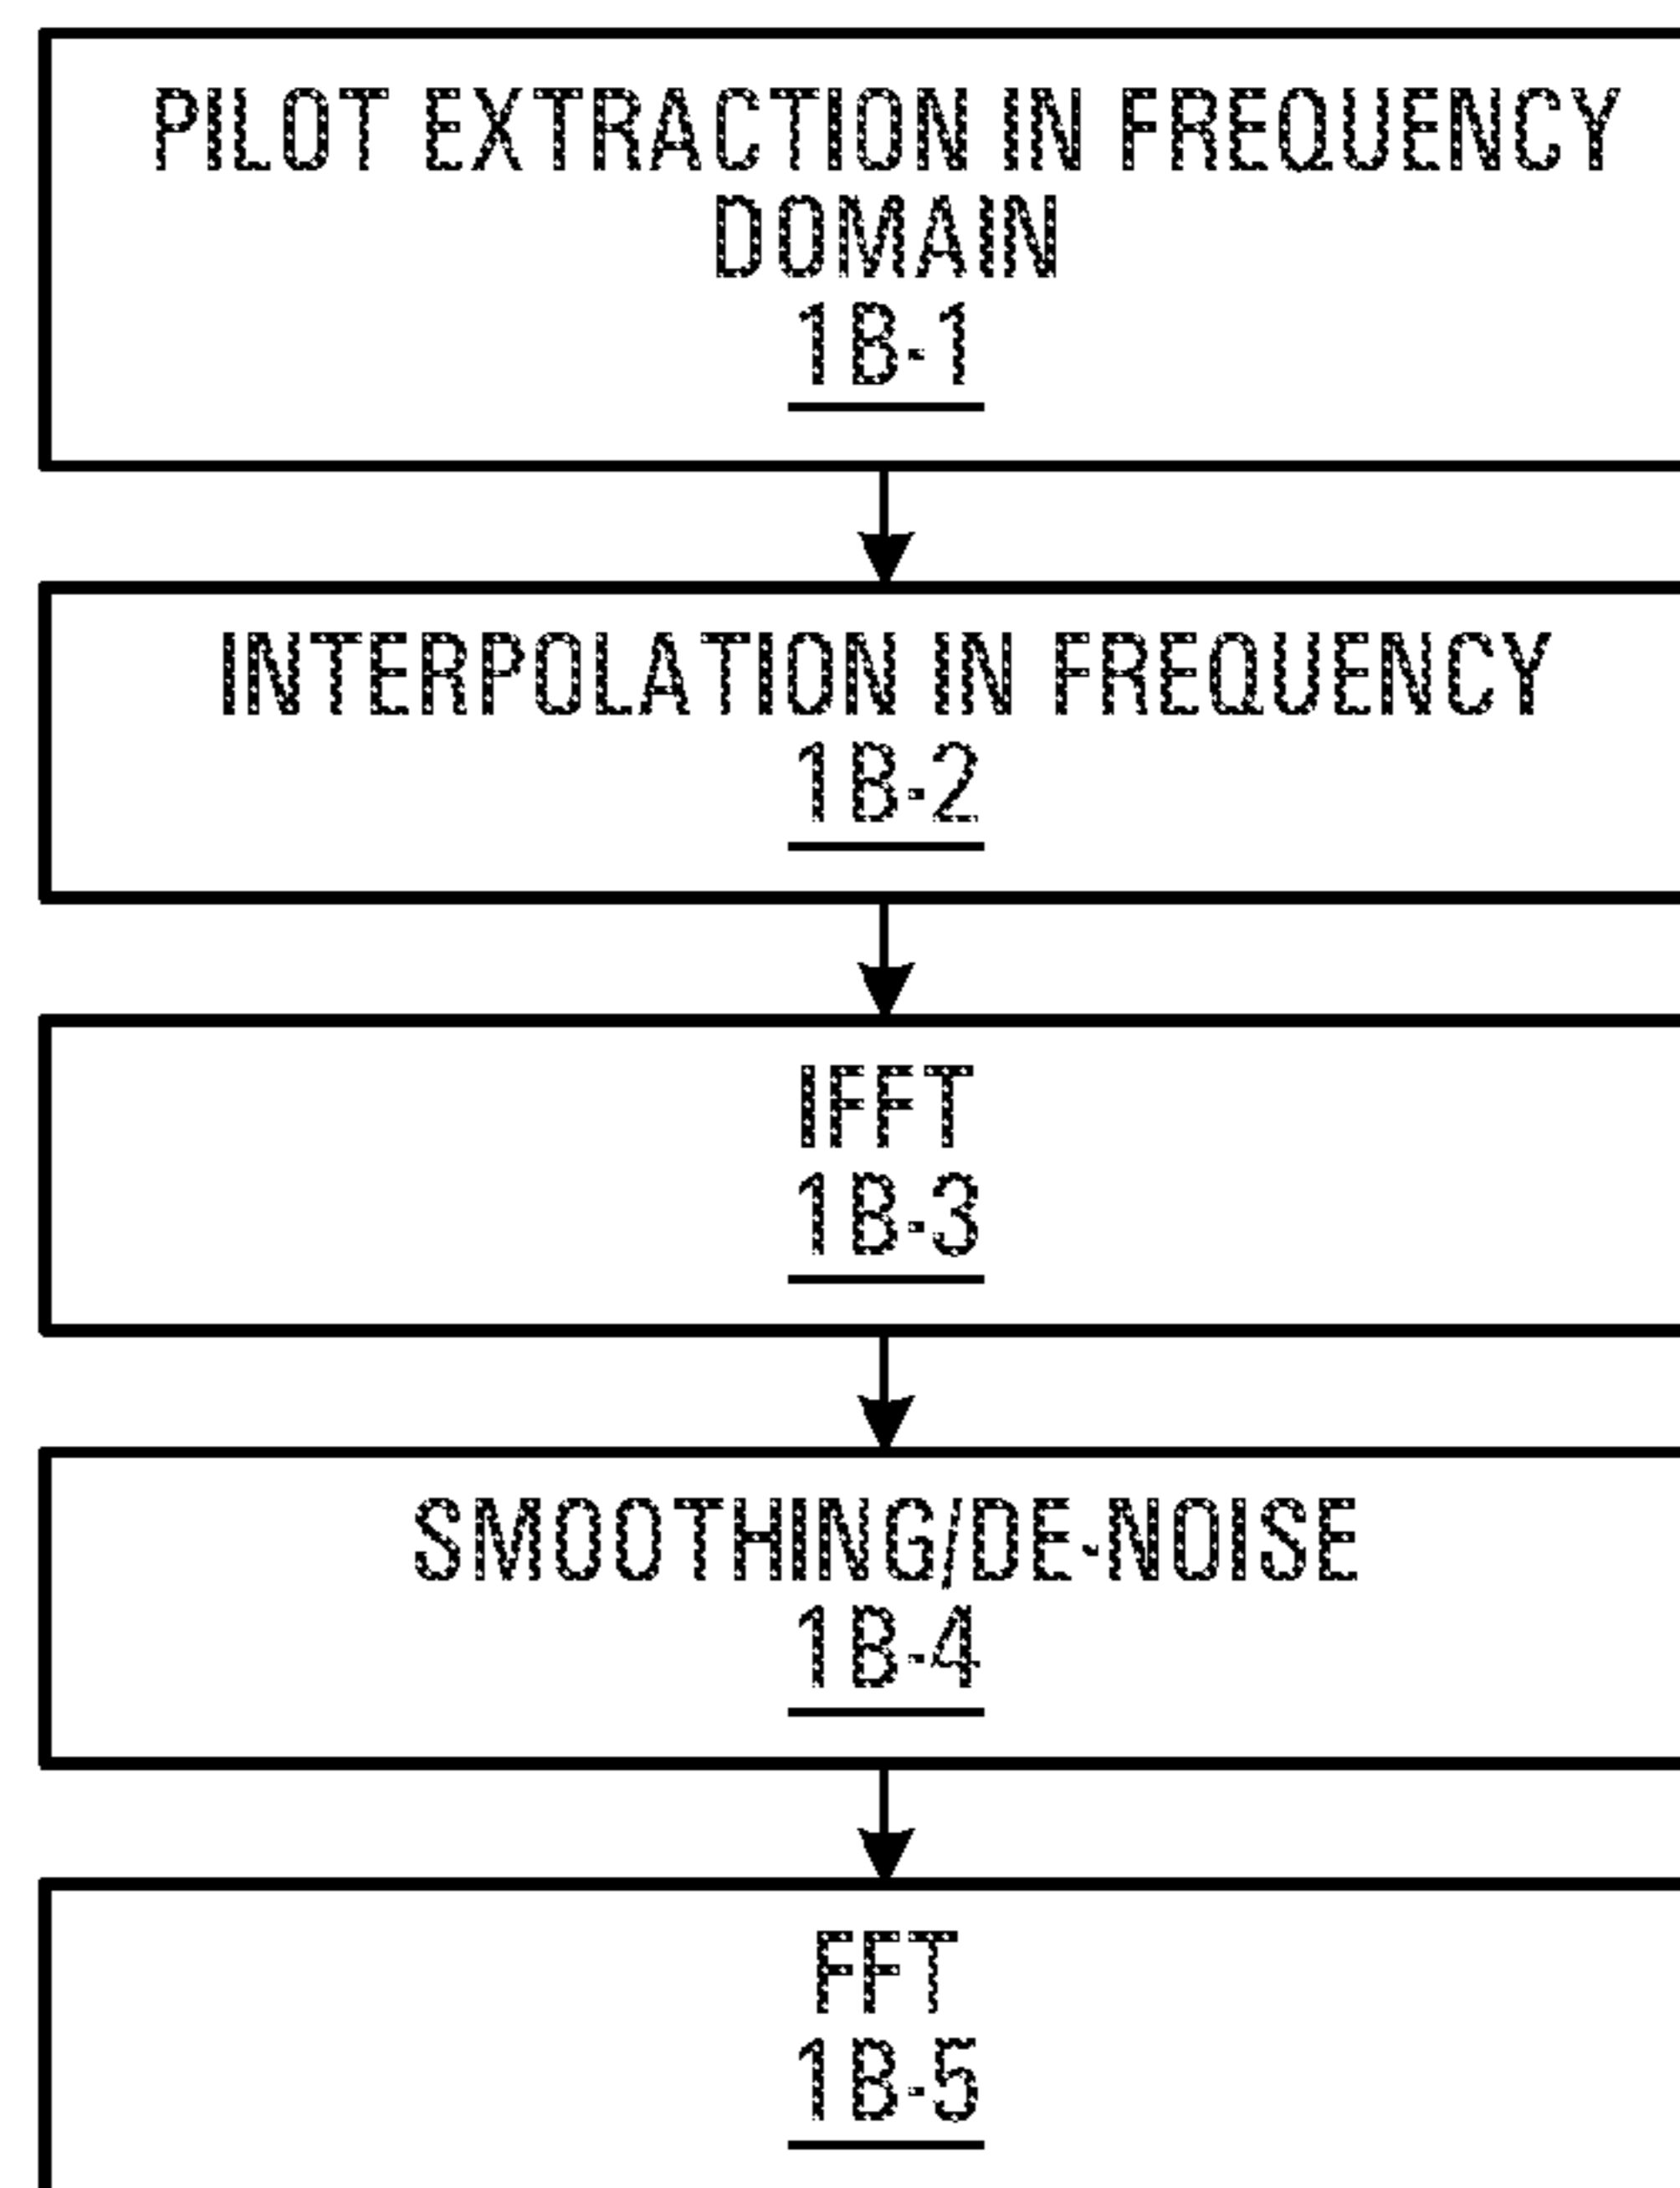 PILOT EXTRACTION IN FREQUENCY
DOMAIN
1B-1
INTERPOLATION IN FREQUENCY
1B-2
IFFT
1B-3
SMOOTHING/DE-NOISE
1B-4
FFT
1B-5